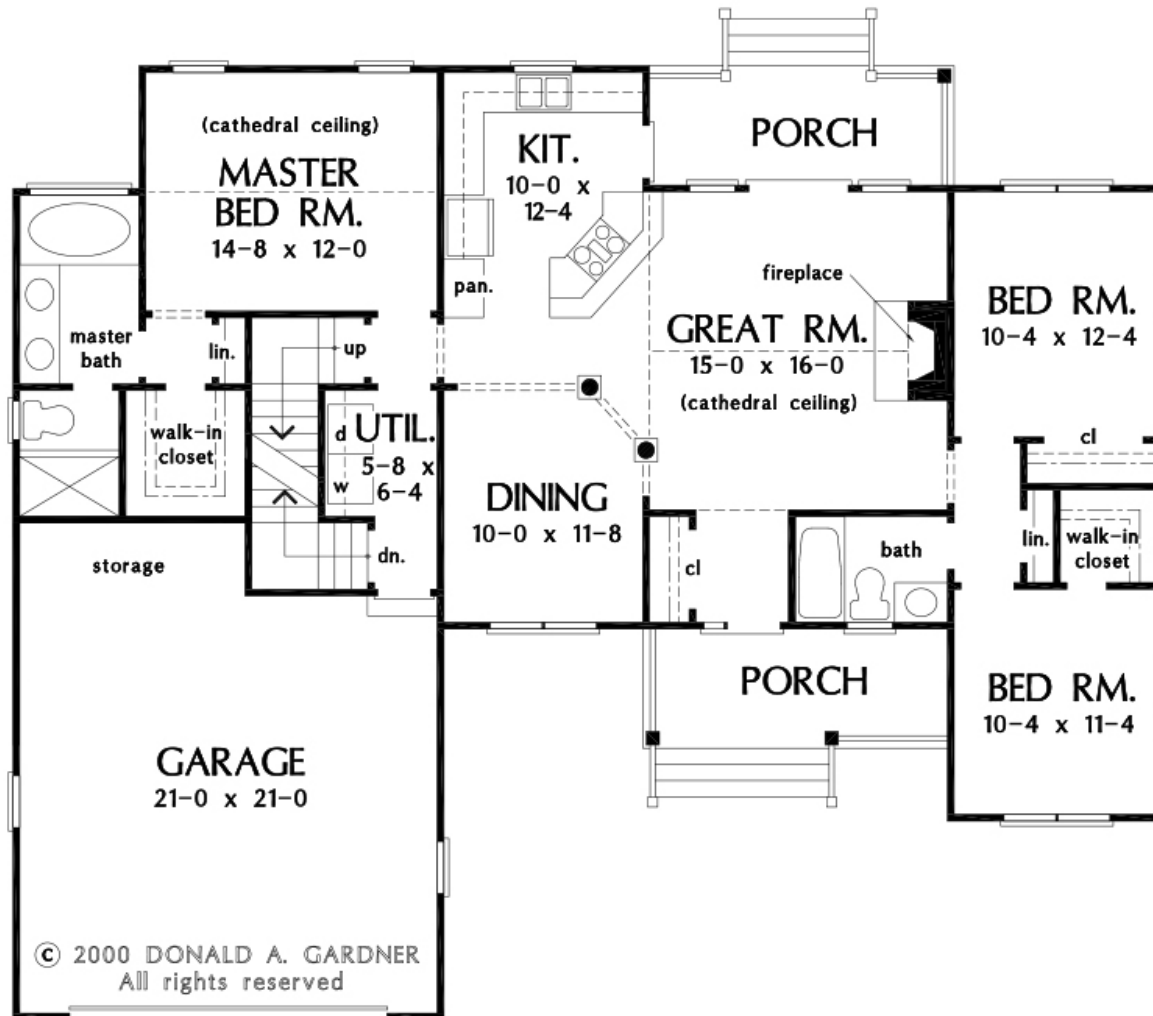 (cathedral ceiling)
MASTER
BED RM.
14-8 x 12-0
KIT.
10-0 x
12-4
PORCH
pan.
fireplace
GREAT RM.
15-0 x 16-0
(cathedral ceiling)
BED RM.
10-4 x 12-4
master
bath
lin.
up
walk-in
closet
d
w
UTIL.
5-8 x
6-4
DINING
10-0 x 11-8
cl
storage
dn.
cl
bath
lin.
walk-in
closet
PORCH
BED RM.
10-4 x 11-4
GARAGE
21-0 x 21-0
© 2000 DONALD A. GARDNER
All rights reserved